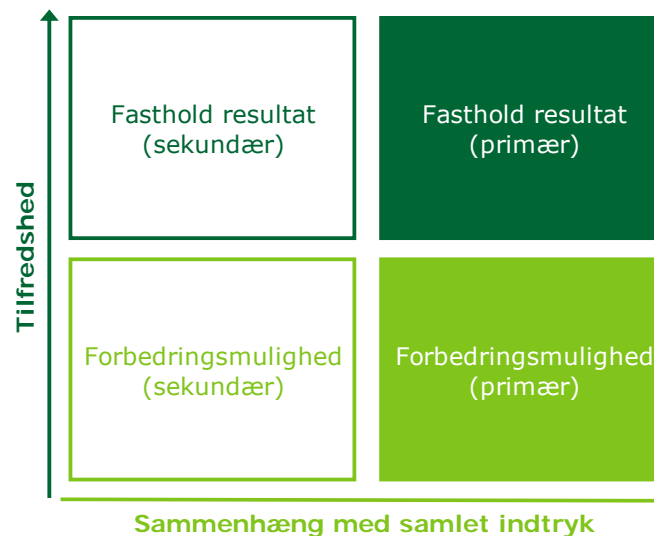 Fasthold resultat
(sekundær)
Fasthold resultat
(primær)
Tilfredshed
Forbedringsmulighed
(sekundær)
Forbedringsmulighed
(primær)
Sammenhæng med samlet indtryk